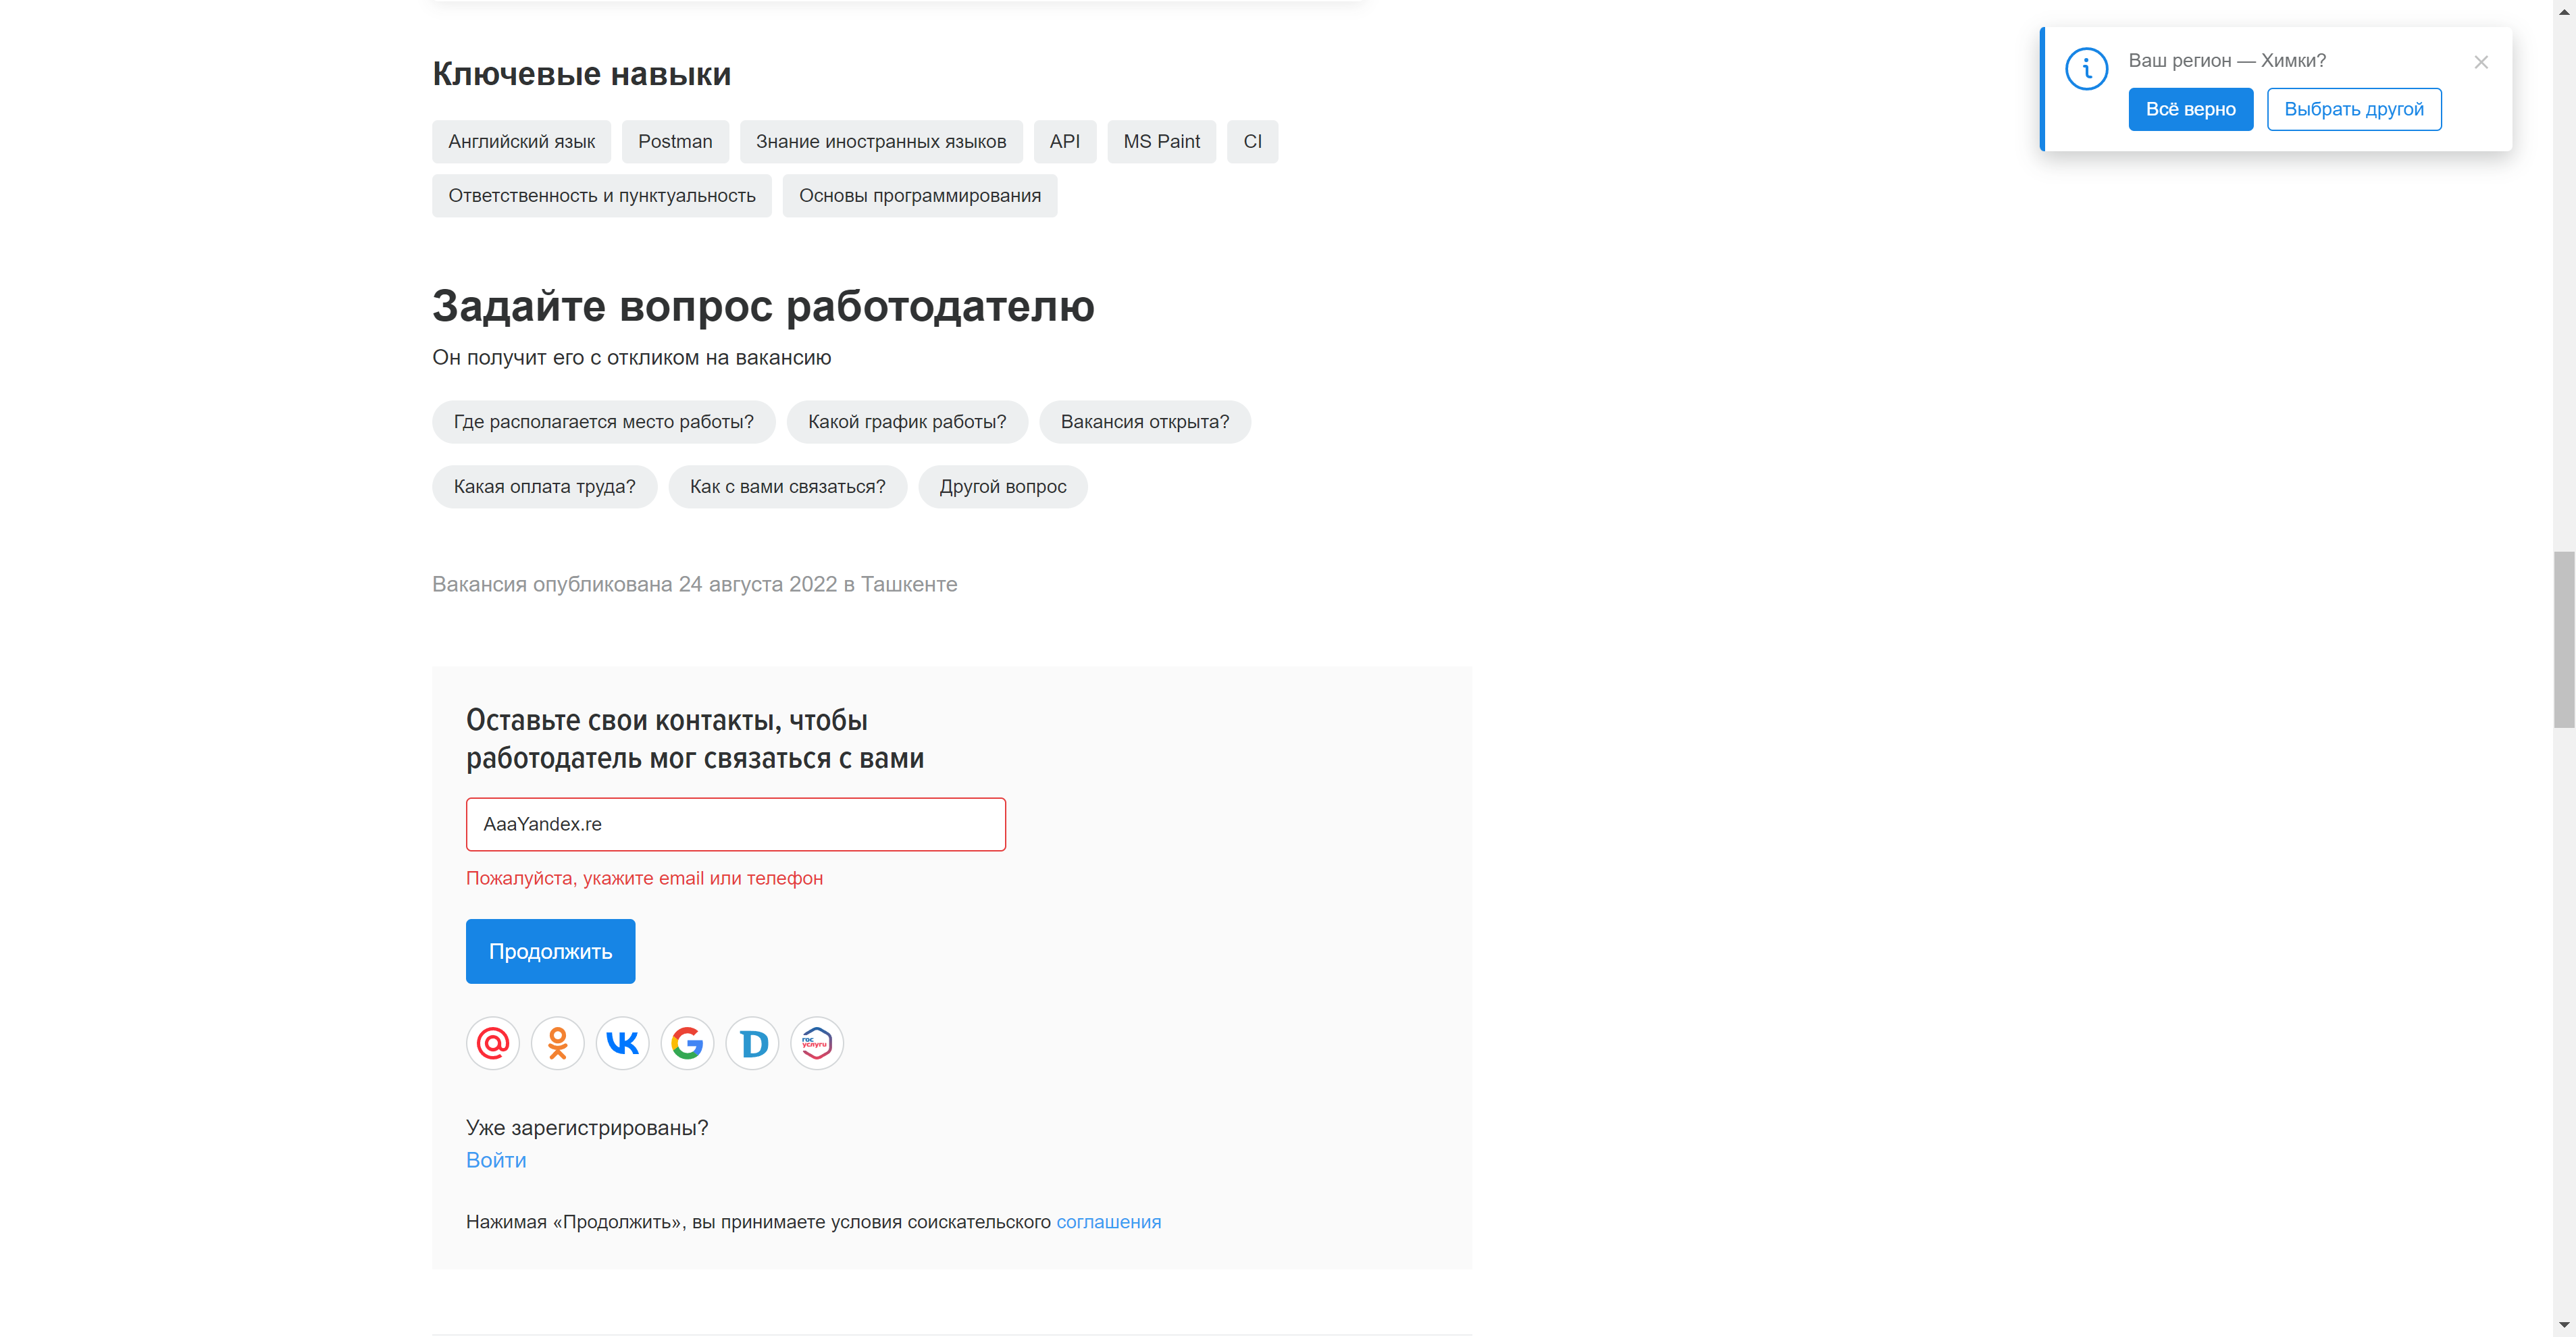 Ключевые навыки
Английский язык
Postman
Знание иностранных языков
API
MS Paint
CI
Ответственность и пунктуальность
Основы программирования
Задайте вопрос работодателю
Он получит его с откликом на вакансию
Где располагается место работы?
Какой график работы?
Вакансия открыта?
Какая оплата труда?
Как с вами связаться?
Другой вопрос
Вакансия опубликована 24 августа 2022 в Ташкенте
Оставьте свои контакты, чтобы
работодатель мог связаться с вами
AaaYandex.re
Пожалуйста, укажите email или телефон
Продолжить
гос
услуги
Уже зарегистрированы?
Войти
Нажимая «Продолжить», вы принимаете условия соискательского соглашения
Ваш регион — Химки?
Всё верно
Выбрать другой